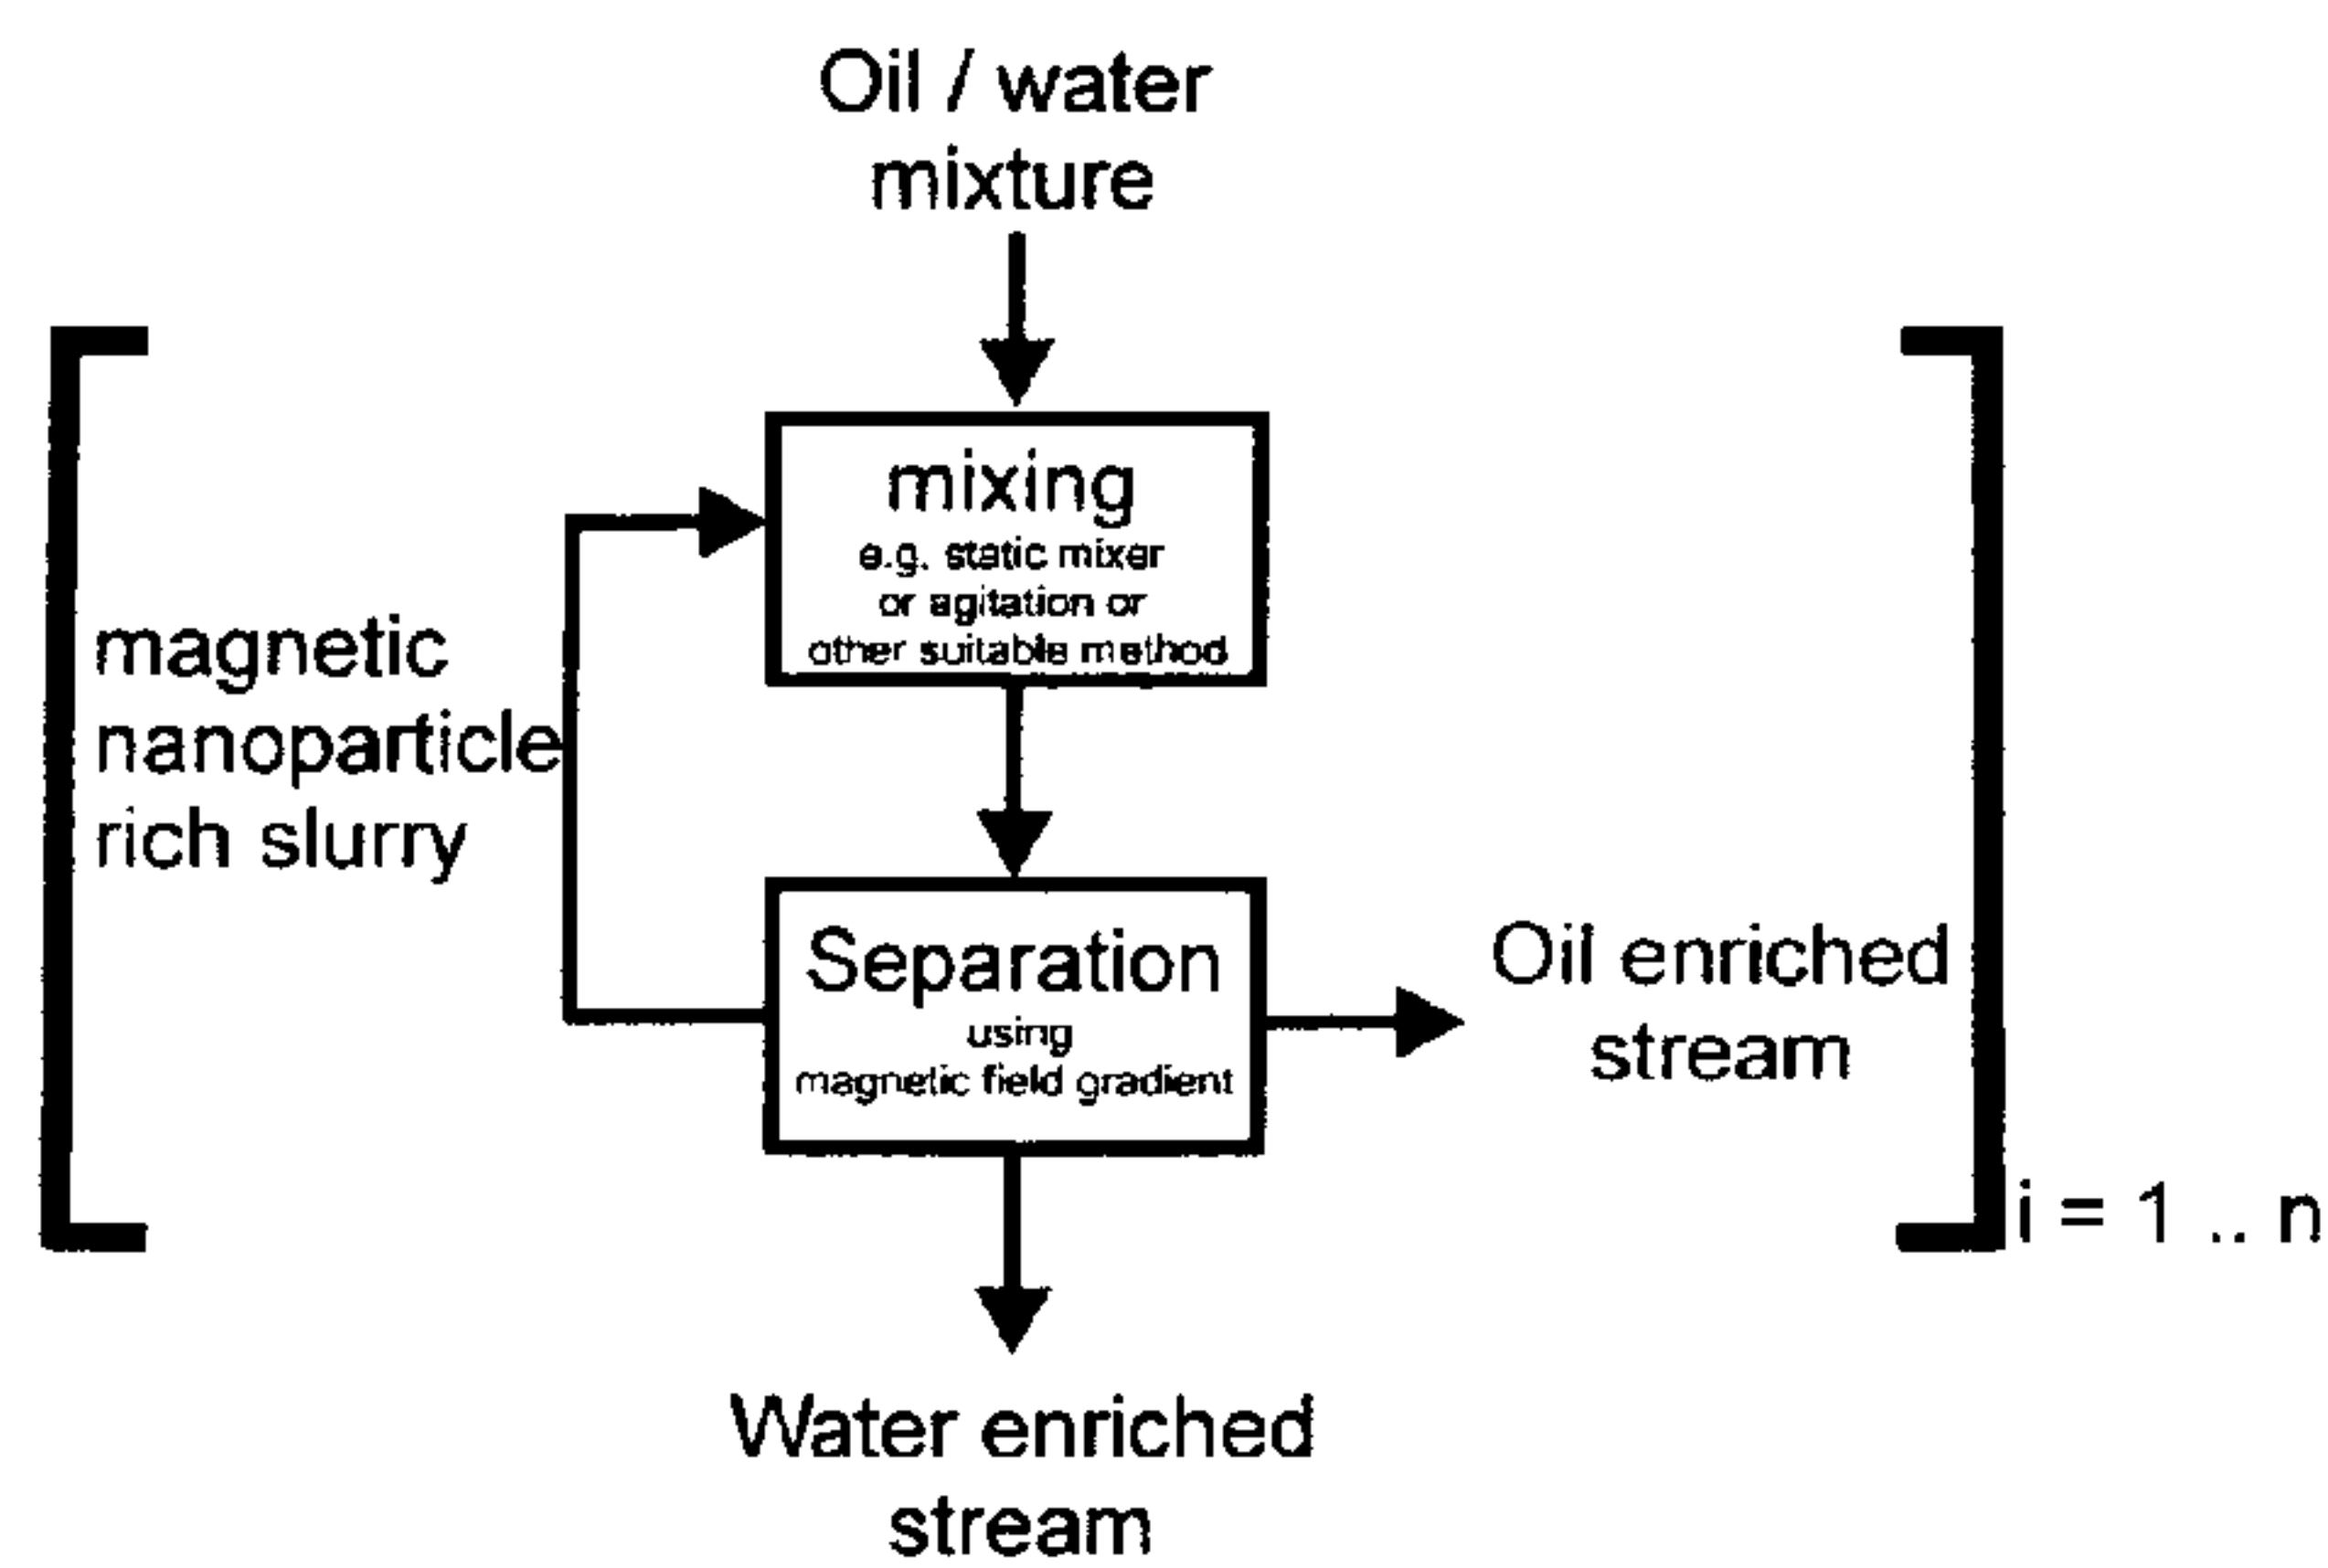 Oil / water
mixture
mixing
e.g. static mixer
or agitation or
other suitable method
magnetic
nanoparticle
rich slurry
Separation
using
magnetic field gradient
Oil enriched
stream
i = 1 .. n
Water enriched
stream